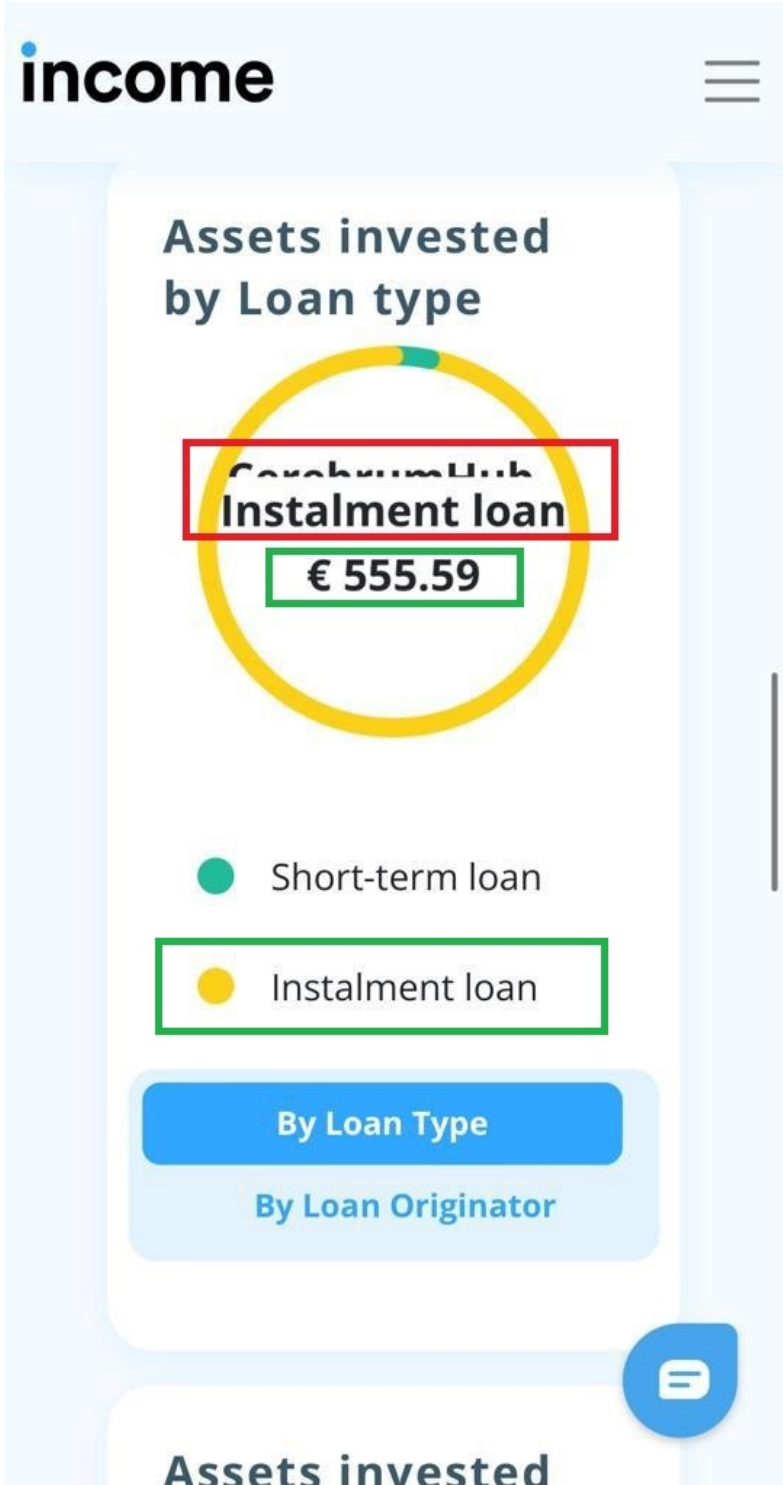 income
Assets invested
by Loan type
CerebrumHub
Instalment loan
€ 555.59
Short-term loan
Instalment loan
By Loan Type
By Loan Originator
Assets invested